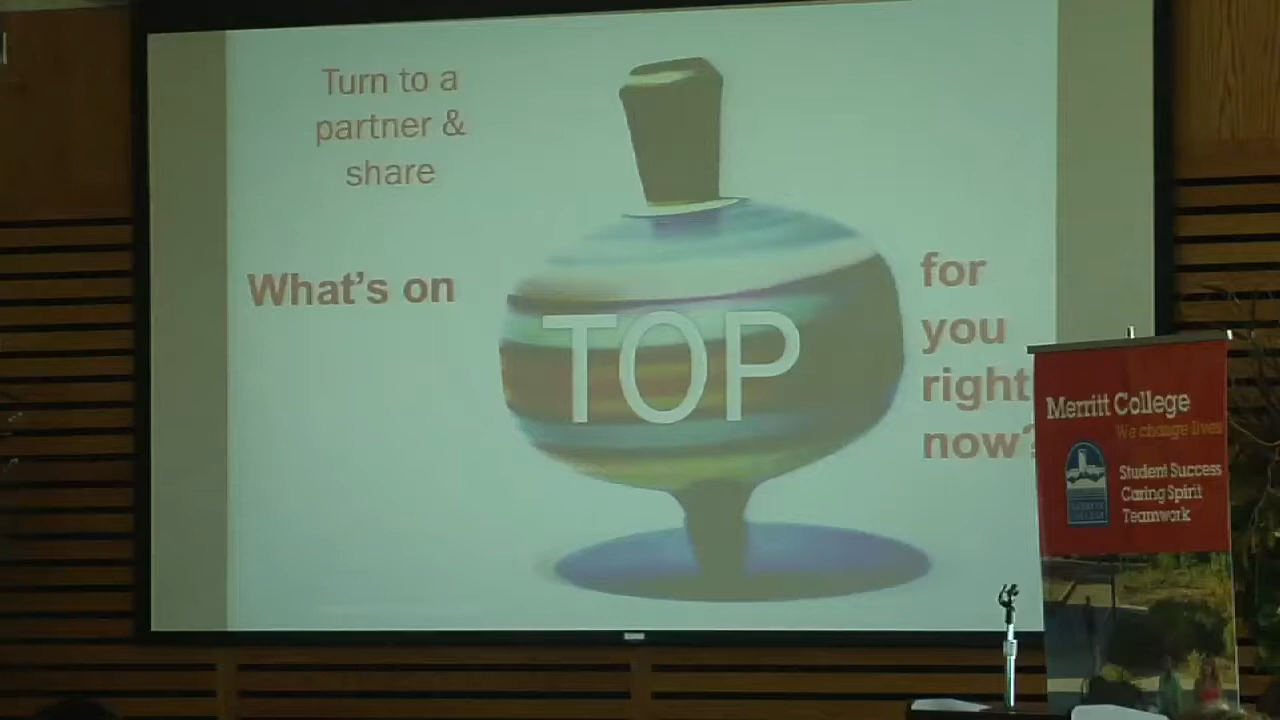 Turn to a
partner &
share
What's on
TOP
for
you
right
now?
Merritt College
We change lives
Student Success
Caring Spirit
Teamwork